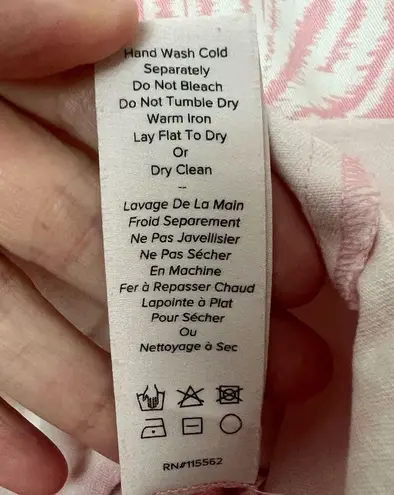 Hand Wash Cold
Separately
Do Not Bleach
Do Not Tumble Dry
Warm Iron
Lay Flat To Dry
Or
Dry Clean
--
Lavage De La Main
Froid Separement
Ne Pas Javellisier
Ne Pas Sécher
En Machine
Fer à Repasser Chaud
Lapointe à Plat
Pour Sécher
Ou
Nettoyage à Sec
RN#115562